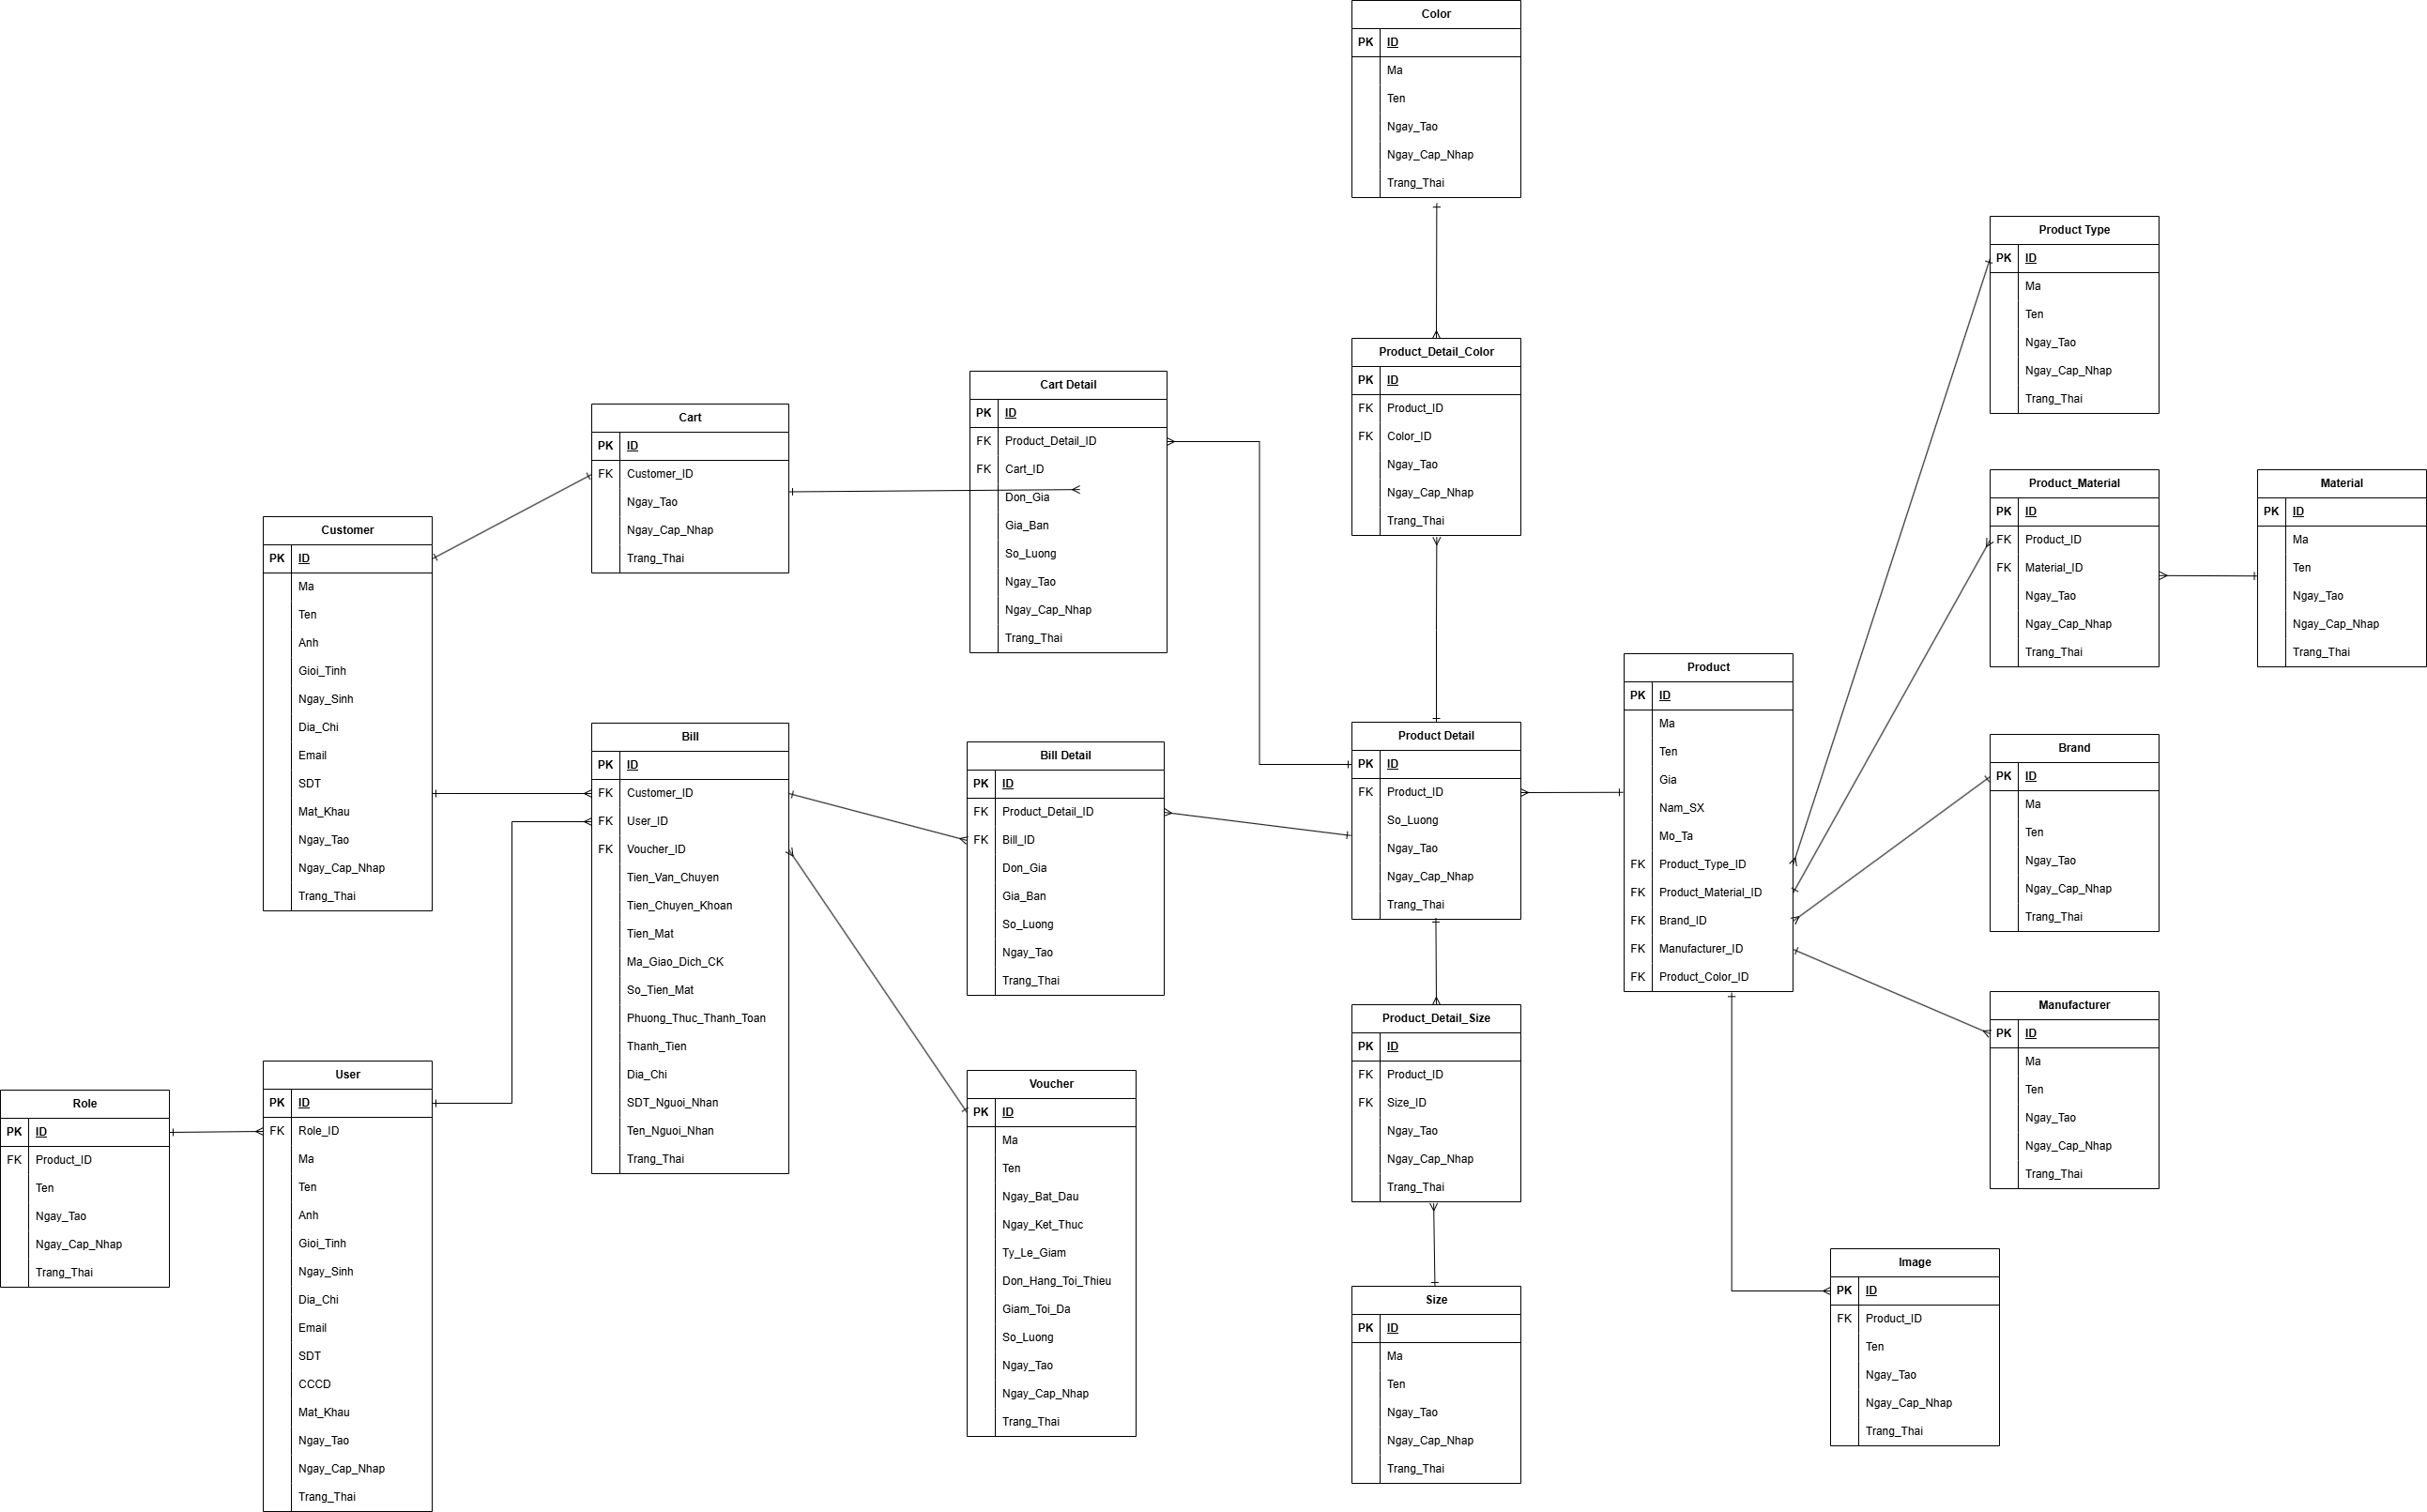 Color
PK ID
Ma
Ten
Ngay_Tao
Ngay_Cap_Nhap
Trang_Thai
Product Type
PK ID
Ma
Ten
Ngay_Tao
Ngay_Cap_Nhap
Trang_Thai
Product_Detail_Color
PK ID
FK Product_ID
FK Color_ID
Ngay_Tao
Ngay_Cap_Nhap
Trang_Thai
Cart Detail
PK ID
FK Product_Detail_ID
FK Cart_ID
Don_Gia
Gia_Ban
So_Luong
Ngay_Tao
Ngay_Cap_Nhap
Trang_Thai
Cart
PK ID
FK Customer_ID
Ngay_Tao
Ngay_Cap_Nhap
Trang_Thai
Product_Material
PK ID
FK Product_ID
FK Material_ID
Ngay_Tao
Ngay_Cap_Nhap
Trang_Thai
Material
PK ID
Ma
Ten
Ngay_Tao
Ngay_Cap_Nhap
Trang_Thai
Customer
PK ID
Ma
Ten
Anh
Gioi_Tinh
Ngay_Sinh
Dia_Chi
Email
SDT
Mat_Khau
Ngay_Tao
Ngay_Cap_Nhap
Trang_Thai
Product
PK ID
Ma
Ten
Gia
Nam_SX
Mo_Ta
FK Product_Type_ID
FK Product_Material_ID
FK Brand_ID
FK Manufacturer_ID
FK Product_Color_ID
Bill
PK ID
FK Customer_ID
FK User_ID
FK Voucher_ID
Tien_Van_Chuyen
Tien_Chuyen_Khoan
Tien_Mat
Ma_Giao_Dich_CK
So_Tien_Mat
Phuong_Thuc_Thanh_Toan
Thanh_Tien
Dia_Chi
SDT_Nguoi_Nhan
Ten_Nguoi_Nhan
Trang_Thai
Bill Detail
PK ID
FK Product_Detail_ID
FK Bill_ID
Don_Gia
Gia_Ban
So_Luong
Ngay_Tao
Trang_Thai
Product Detail
PK ID
FK Product_ID
So_Luong
Ngay_Tao
Ngay_Cap_Nhap
Trang_Thai
Brand
PK ID
Ma
Ten
Ngay_Tao
Ngay_Cap_Nhap
Trang_Thai
Manufacturer
PK ID
Ma
Ten
Ngay_Tao
Ngay_Cap_Nhap
Trang_Thai
Product_Detail_Size
PK ID
FK Product_ID
FK Size_ID
Ngay_Tao
Ngay_Cap_Nhap
Trang_Thai
Role
PK ID
FK Product_ID
Ten
Ngay_Tao
Ngay_Cap_Nhap
Trang_Thai
User
PK ID
FK Role_ID
Ma
Ten
Anh
Gioi_Tinh
Ngay_Sinh
Dia_Chi
Email
SDT
CCCD
Mat_Khau
Ngay_Tao
Ngay_Cap_Nhap
Trang_Thai
Voucher
PK ID
Ma
Ten
Ngay_Bat_Dau
Ngay_Ket_Thuc
Ty_Le_Giam
Don_Hang_Toi_Thieu
Giam_Toi_Da
So_Luong
Ngay_Tao
Ngay_Cap_Nhap
Trang_Thai
Size
PK ID
Ma
Ten
Ngay_Tao
Ngay_Cap_Nhap
Trang_Thai
Image
PK ID
FK Product_ID
Ten
Ngay_Tao
Ngay_Cap_Nhap
Trang_Thai